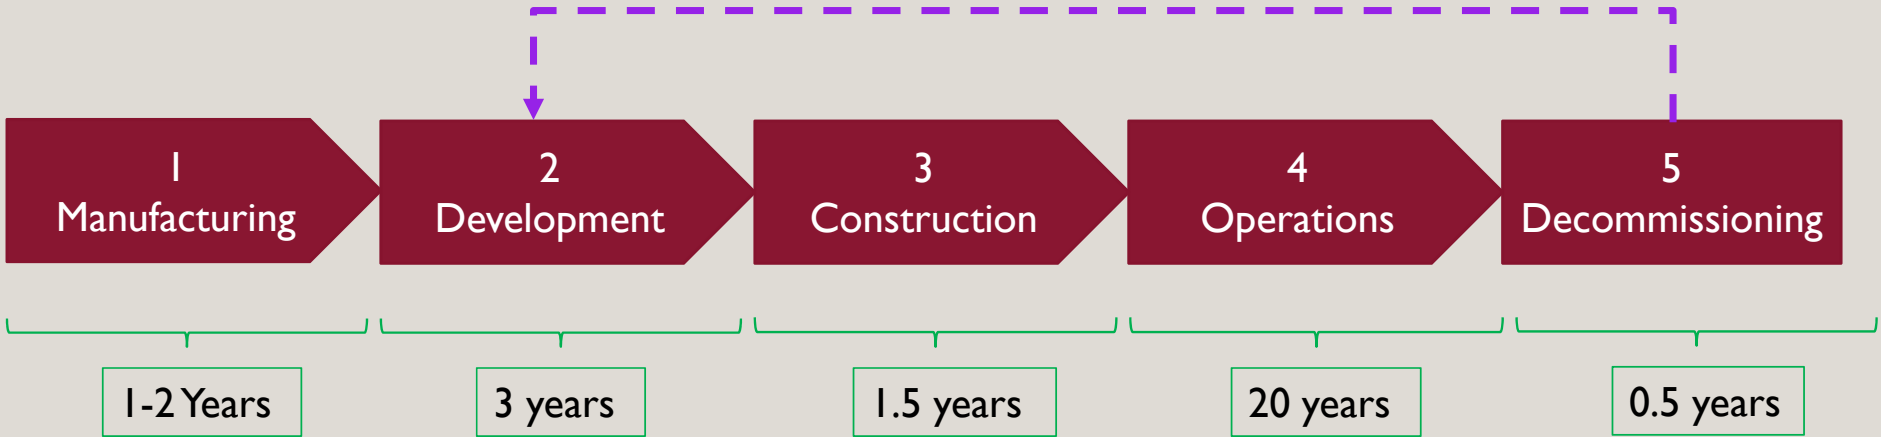 1
Manufacturing
2
Development
3
Construction
4
Operations
5
Decommissioning
1-2 Years
3 years
1.5 years
20 years
0.5 years